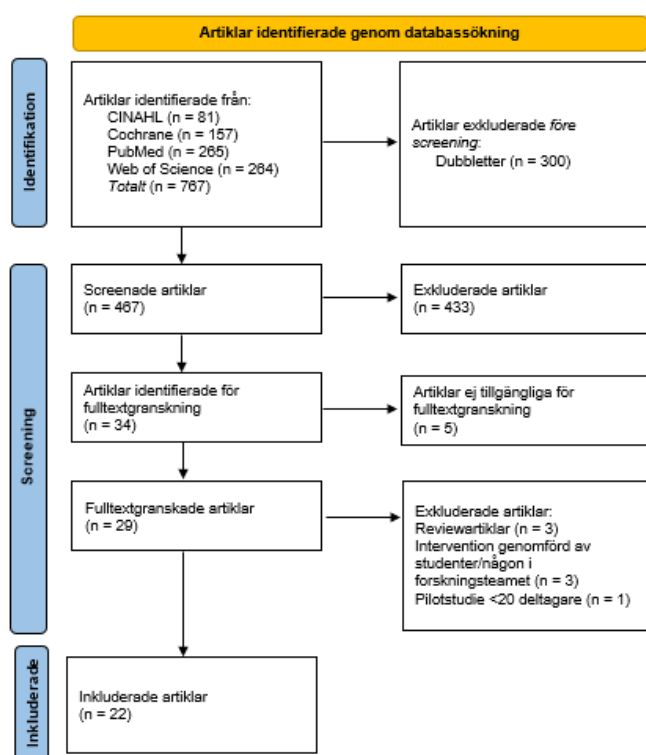 Artiklar identifierade genom databassökning
Identifikation
Artiklar identifierade från:
CINAHL (n = 81)
Cochrane (n = 157)
PubMed (n = 265)
Web of Science (n = 264)
Totalt (n = 767)
Artiklar exkluderade före
screening:
Dubbletter (n = 300)
Screening
Screenade artiklar
(n = 467)
Exkluderade artiklar
(n = 433)
Artiklar identifierade för
fulltextgranskning
(n = 34)
Artiklar ej tillgängliga för
fulltextgranskning
(n = 5)
Fulltextgranskade artiklar
(n = 29)
Exkluderade artiklar:
Reviewartiklar (n = 3)
Intervention genomförd av
studenter/någon i
forskningsteamet (n = 3)
Pilotstudie <20 deltagare (n = 1)
Inkluderade
Inkluderade artiklar
(n = 22)